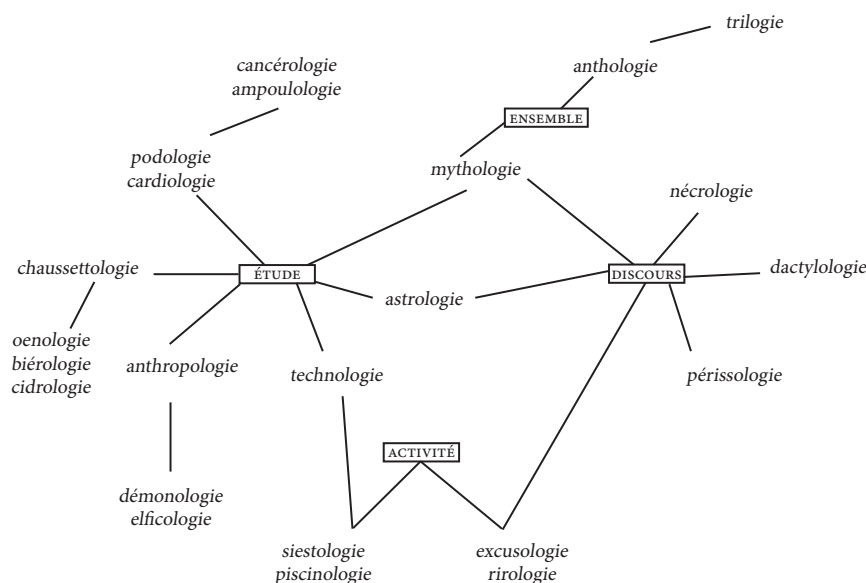 trilogie
cancérologie
ampoulologie
anthologie
ENSEMBLE
podologie
cardiologie
mythologie
nécrologie
chaussettologie
ÉTUDE
DISCOURS
dactylologie
astrologie
oenologie
biérologie
cidrologie
anthropologie
technologie
périssologie
ACTIVITÉ
démonologie
elficologie
siestologie
piscinologie
excusologie
rirologie